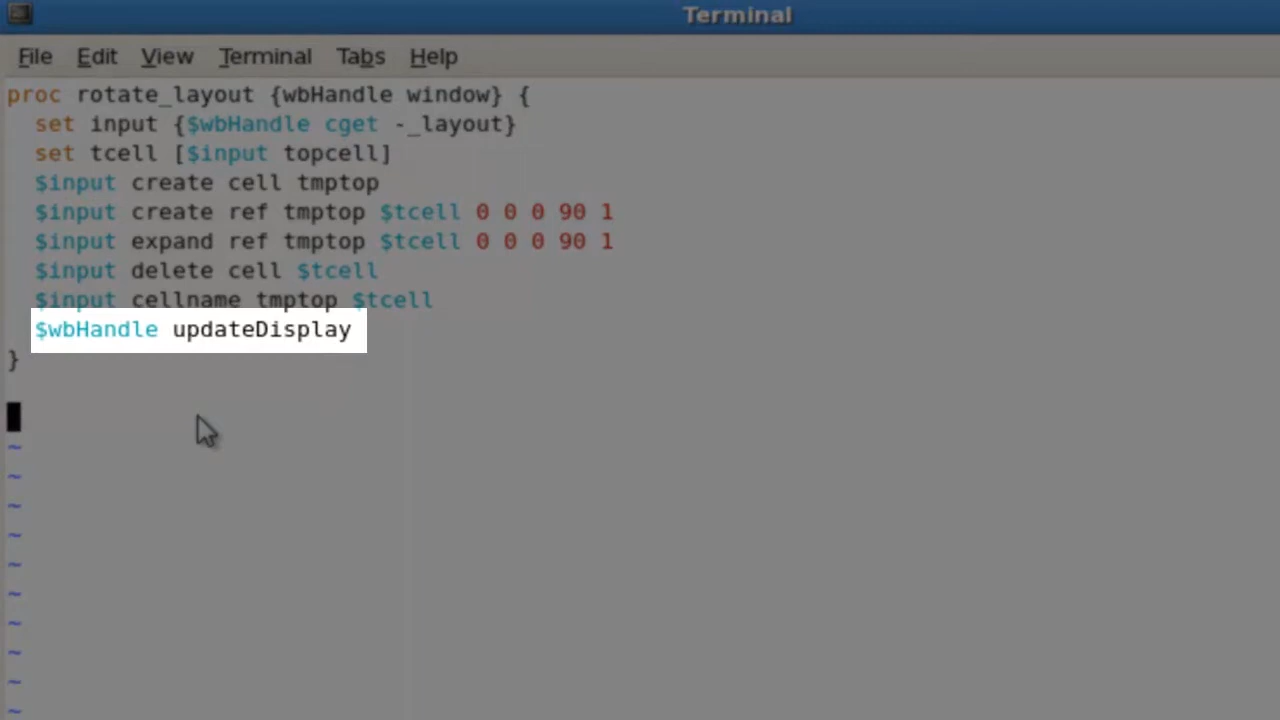 Terminal
File Edit View Terminal Tabs Help
proc rotate_layout {wbHandle window} {
  set input {$wbHandle cget -_layout}
  set tcell [$input topcell]
  $input create cell tmptop
  $input create ref tmptop $tcell 0 0 0 90 1
  $input expand ref tmptop $tcell 0 0 0 90 1
  $input delete cell $tcell
  $input cellname tmptop $tcell
  $wbHandle updateDisplay
}
~
~
~
~
~
~
~
~
~
~